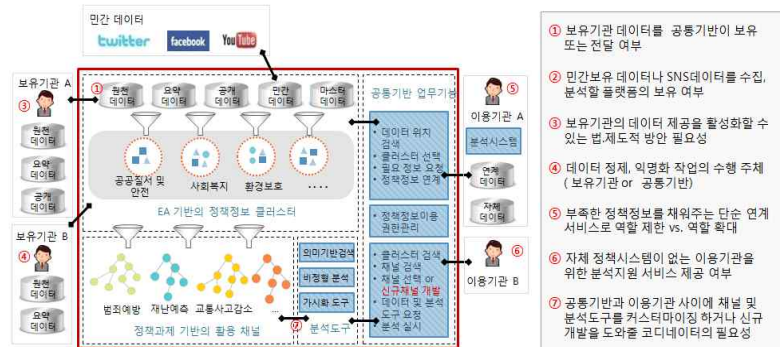 민간 데이터
twitter
facebook
YouTube
보유기관 A
③
원천
데이터
요약
데이터
공개
데이터
보유기관 B
④
원천
데이터
요약
데이터
①
원천
데이터
요약
데이터
공개
데이터
민간
데이터
마스터
데이터
공공질서 및
안전
사회복지
환경보호
....
EA 기반의 정책정보 클러스터
범죄예방
재난예측
교통사고감소
...
정책과제 기반의 활용 채널
의미기반검색
비정형 분석
가시화 도구
⑦
분석도구
공통기반 업무기능
• 데이터 위치
검색
• 클러스터 선택
• 필요 정보 요청
• 정책정보 연계
• 정책정보이용
권한관리
• 클러스터 검색
• 채널 검색
• 채널 선택 or
신규채널 개발
• 데이터 및 분석
도구 요청
• 분석 실시
⑤
이용기관 A
분석시스템
연계
데이터
자체
데이터
⑥
이용기관 B
① 보유기관 데이터를 공통기반이 보유
또는 전달 여부
② 민간보유 데이터나 SNS데이터를 수집,
분석할 플랫폼의 보유 여부
③ 보유기관의 데이터 제공을 활성화할 수
있는 법.제도적 방안 필요성
④ 데이터 정제, 익명화 작업의 수행 주체
( 보유기관 or 공통기반)
⑤ 부족한 정책정보를 채워주는 단순 연계
서비스로 역할 제한 vs. 역할 확대
⑥ 자체 정책시스템이 없는 이용기관을
위한 분석지원 서비스 제공 여부
⑦ 공통기반과 이용기관 사이에 채널 및
분석도구를 커스터마이징 하거나 신규
개발을 도와줄 코디네이터의 필요성